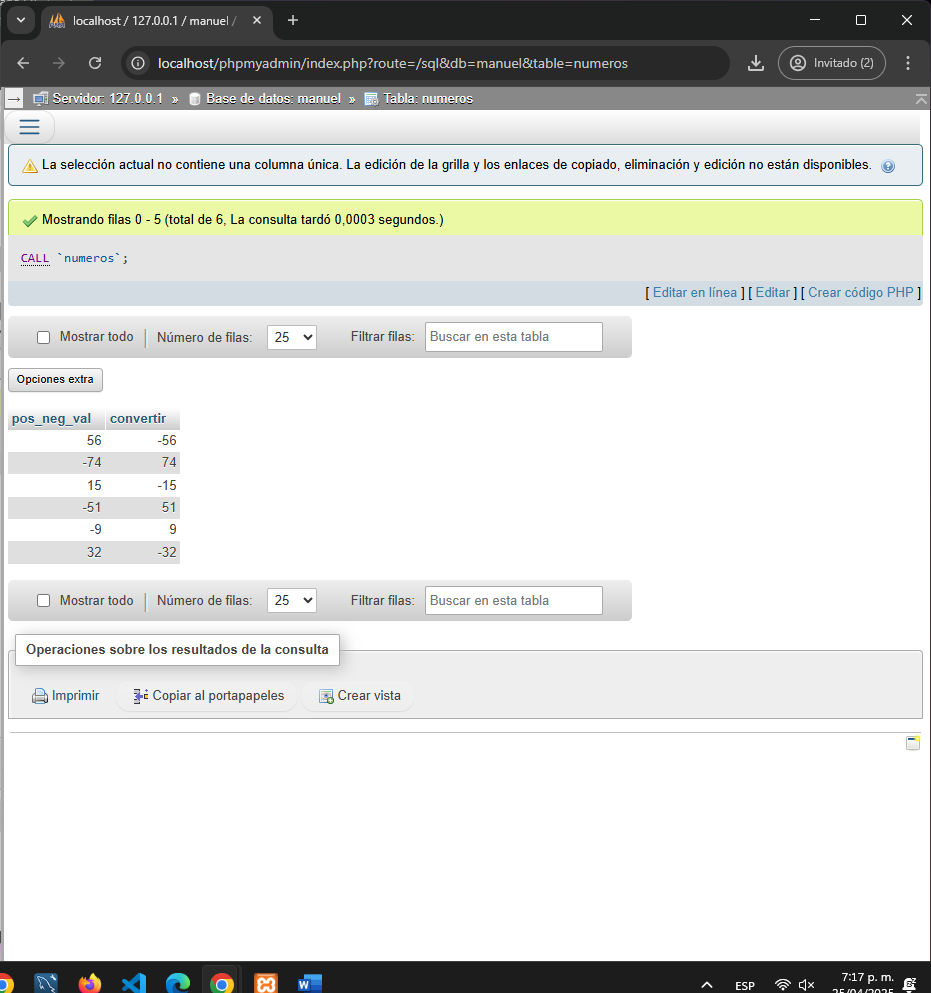 localhost / 127.0.0.1 / manuel /
localhost/phpmyadmin/index.php?route=/sql&db=manuel&table=numeros
Invitado (2)
Servidor: 127.0.0.1 » Base de datos: manuel » Tabla: numeros
La selección actual no contiene una columna única. La edición de la grilla y los enlaces de copiado, eliminación y edición no están disponibles.
Mostrando filas 0 - 5 (total de 6, La consulta tardó 0,0003 segundos.)
CALL `numeros`;
[ Editar en línea ] [ Editar ] [ Crear código PHP ]
Mostrar todo | Número de filas: 25 Filtrar filas: Buscar en esta tabla
Opciones extra
pos_neg_val convertir
56 -56
-74 74
15 -15
-51 51
-9 9
32 -32
Mostrar todo | Número de filas: 25 Filtrar filas: Buscar en esta tabla
Operaciones sobre los resultados de la consulta
Imprimir Copiar al portapapeles Crear vista
ESP 7:17 p. m.
25/04/2025